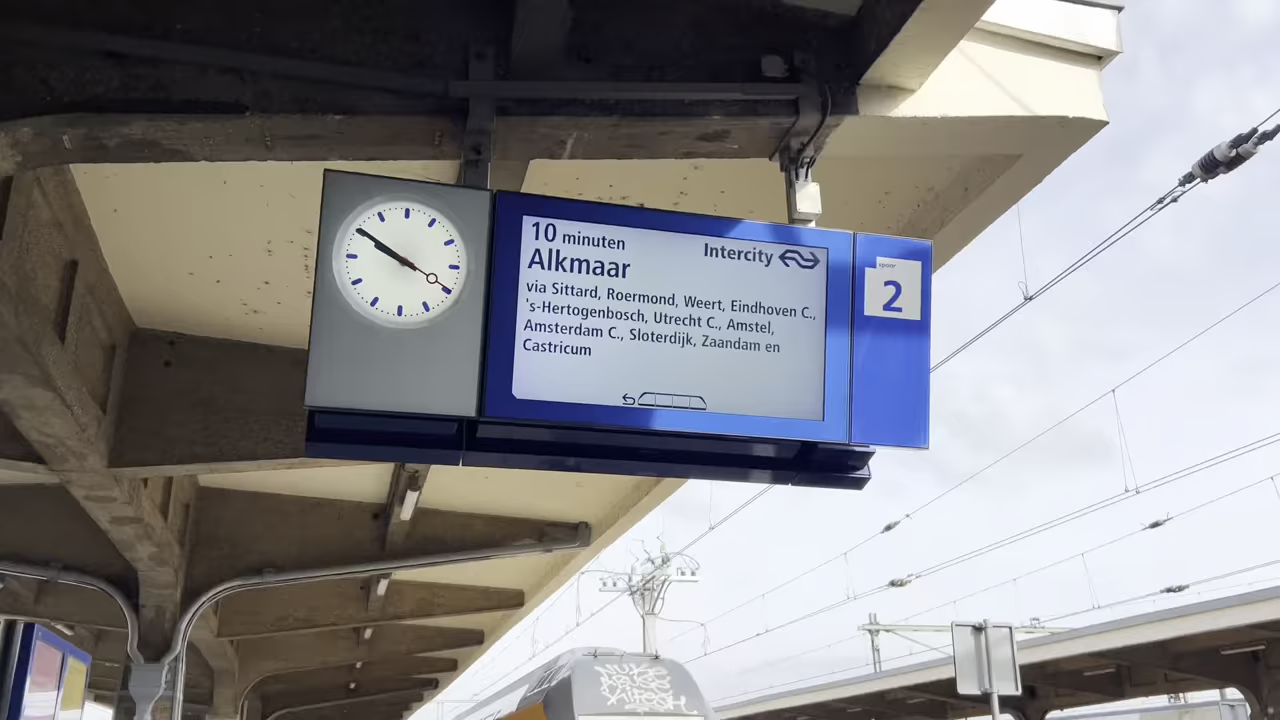 10 minuten
Intercity
Alkmaar
via Sittard, Roermond, Weert, Eindhoven C.,
's-Hertogenbosch, Utrecht C., Amstel,
Amsterdam C., Sloterdijk, Zaandam en
Castricum
spoor
2